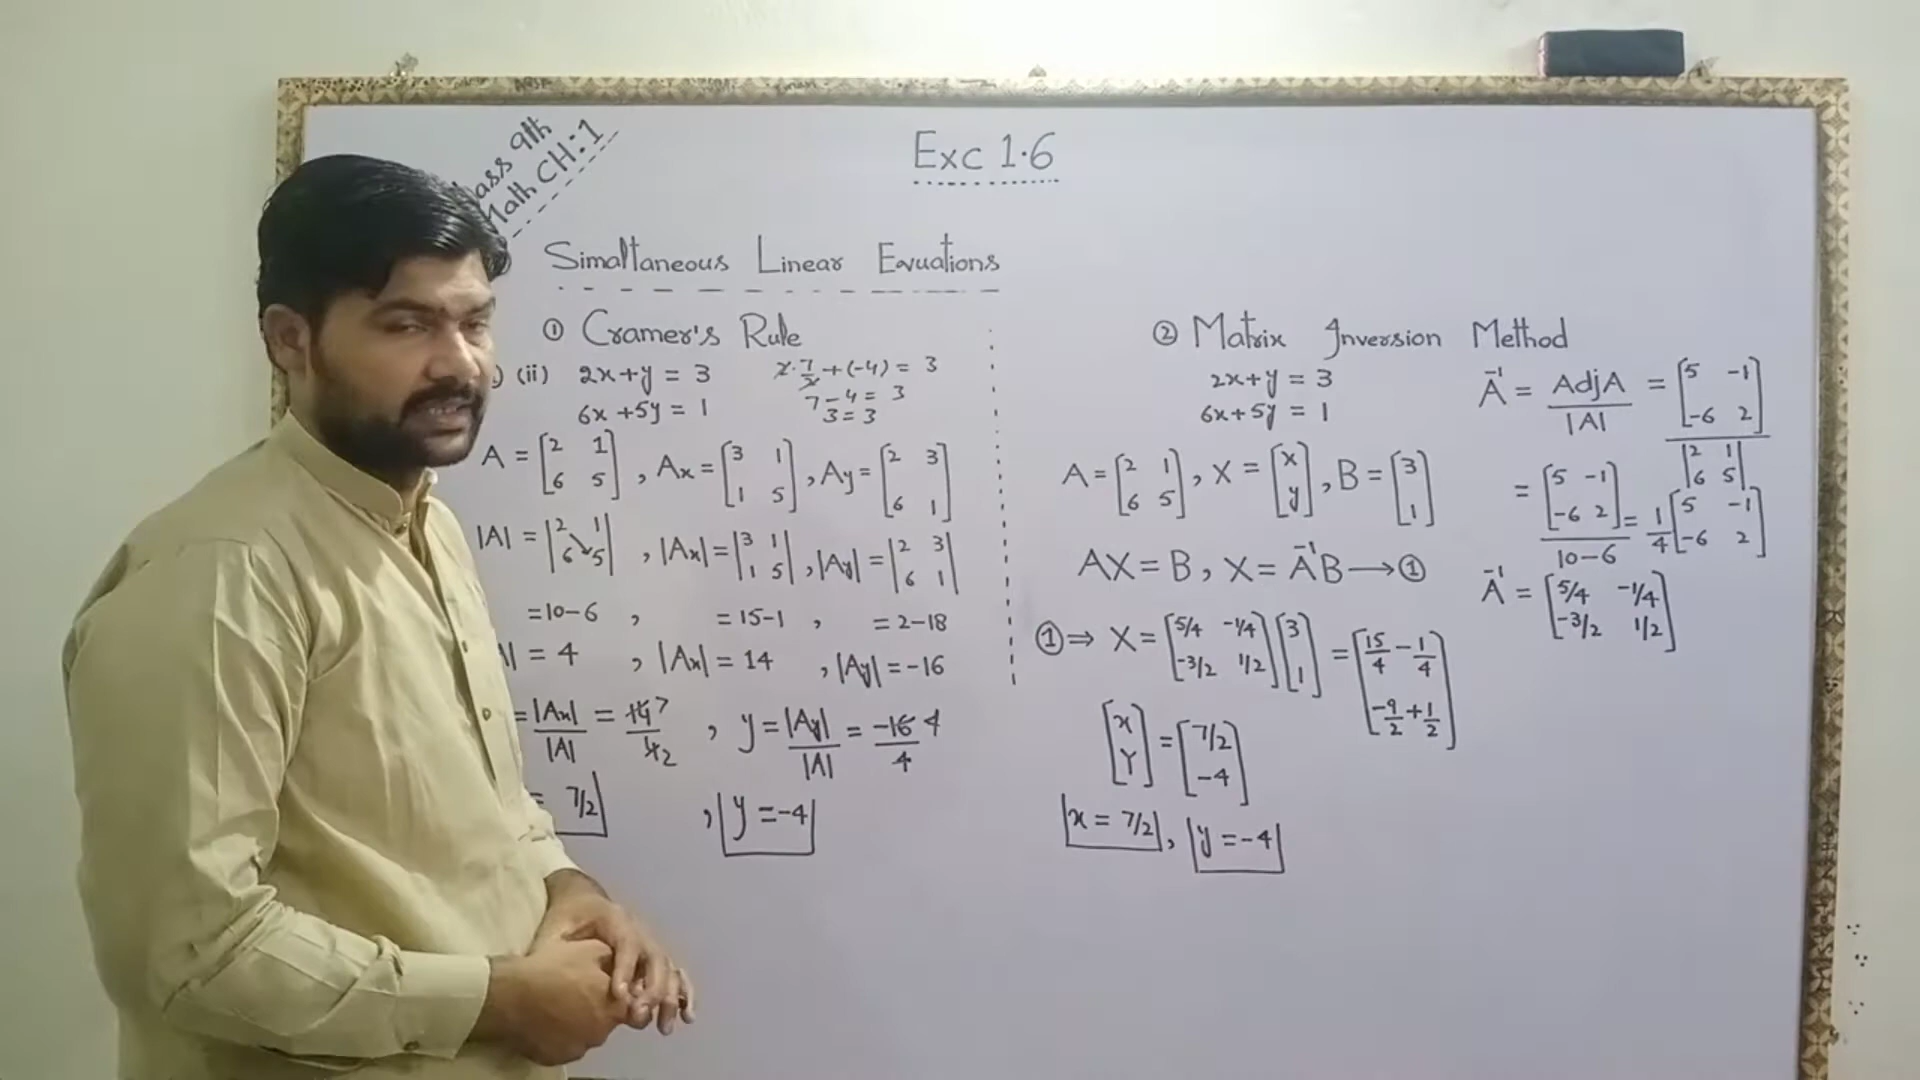 Math CH:1
9th
Exc 1.6
Simaltaneous Linear Eauations
① Cramer's Rule
(ii) 2x+y = 3
6x+5y = 1
2·7/2+(-4) = 3
7-4 = 3
3=3
A = [2 1; 6 5], Ax = [3 1; 1 5], Ay = [2 3; 6 1]
|A| = |2 1; 6 5|, |Ax| = |3 1; 1 5|, |Ay| = |2 3; 6 1|
=10-6, =15-1, =2-18
| = 4, |Ax| = 14, |Ay| = -16
= |Ax|/|A| = 14 7/4 2, y = |Ay|/|A| = -16 4/4
= 7/2, y = -4
② Matrix Inversion Method
2x+y = 3
6x+5y = 1
A = [2 1; 6 5], X = [x; y], B = [3; 1]
AX = B, X = A⁻¹B → ①
① ⇒ X = [5/4 -1/4; -3/2 1/2][3; 1] = [15/4 - 1/4; -9/2 + 1/2]
[x; Y] = [7/2; -4]
x = 7/2, y = -4
A⁻¹ = AdjA/|A| = [5 -1; -6 2]/|2 1; 6 5|
= [5 -1; -6 2]/10-6 = 1/4[5 -1; -6 2]
A⁻¹ = [5/4 -1/4; -3/2 1/2]